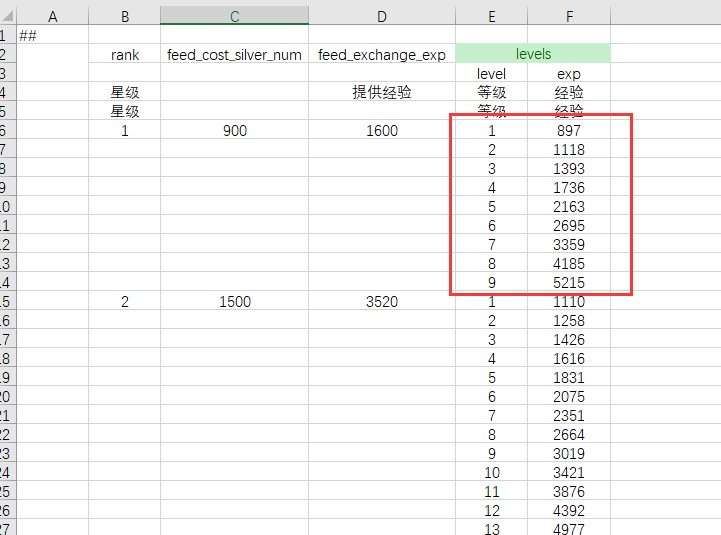 A B C D E F
1 ##
2 rank feed_cost_silver_num feed_exchange_exp levels
3 level exp
4 星级 提供经验 等级 经验
5 星级 等级 经验
6 1 900 1600 1 897
7 2 1118
8 3 1393
9 4 1736
10 5 2163
11 6 2695
12 7 3359
13 8 4185
14 9 5215
15 2 1500 3520 1 1110
16 2 1258
17 3 1426
18 4 1616
19 5 1831
20 6 2075
21 7 2351
22 8 2664
23 9 3019
24 10 3421
25 11 3876
26 12 4392
27 13 4977